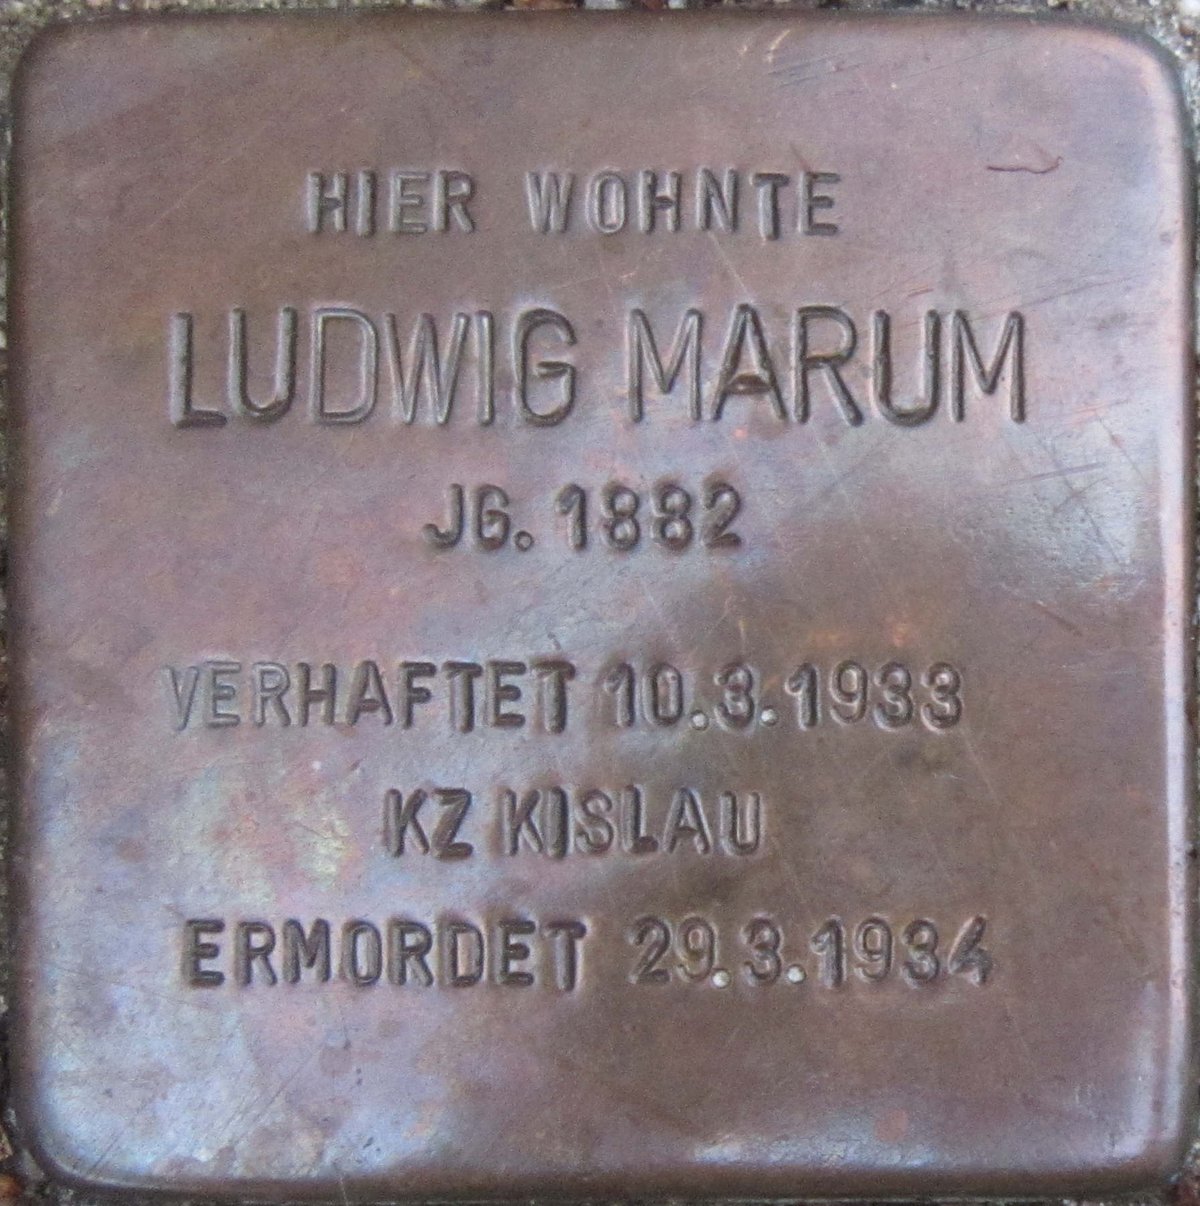 HIER WOHNTE
LUDWIG MARUM
JG. 1882
VERHAFTET 10.3.1933
KZ KISLAU
ERMORDET 29.3.1934